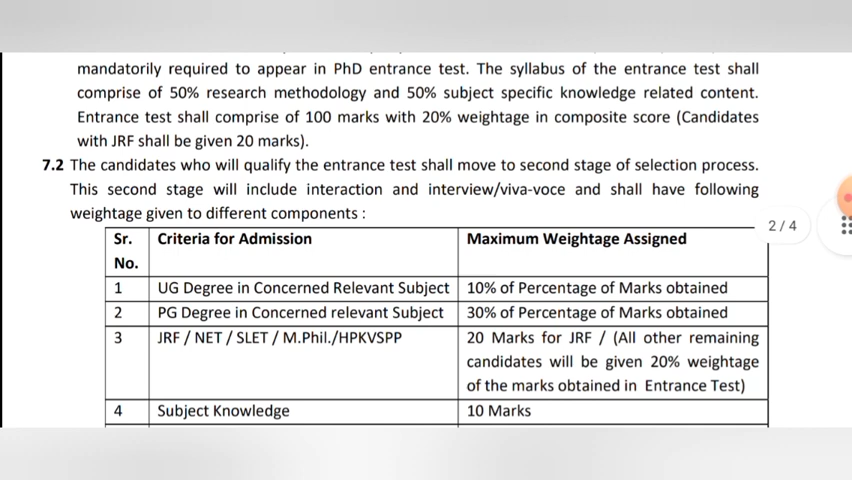 mandatorily required to appear in PhD entrance test. The syllabus of the entrance test shall
comprise of 50% research methodology and 50% subject specific knowledge related content.
Entrance test shall comprise of 100 marks with 20% weightage in composite score (Candidates
with JRF shall be given 20 marks).
7.2 The candidates who will qualify the entrance test shall move to second stage of selection process.
This second stage will include interaction and interview/viva-voce and shall have following
weightage given to different components :
2 / 4
Sr. No. Criteria for Admission Maximum Weightage Assigned
1 UG Degree in Concerned Relevant Subject 10% of Percentage of Marks obtained
2 PG Degree in Concerned relevant Subject 30% of Percentage of Marks obtained
3 JRF / NET / SLET / M.Phil./HPKVSPP 20 Marks for JRF / (All other remaining
candidates will be given 20% weightage
of the marks obtained in Entrance Test)
4 Subject Knowledge 10 Marks